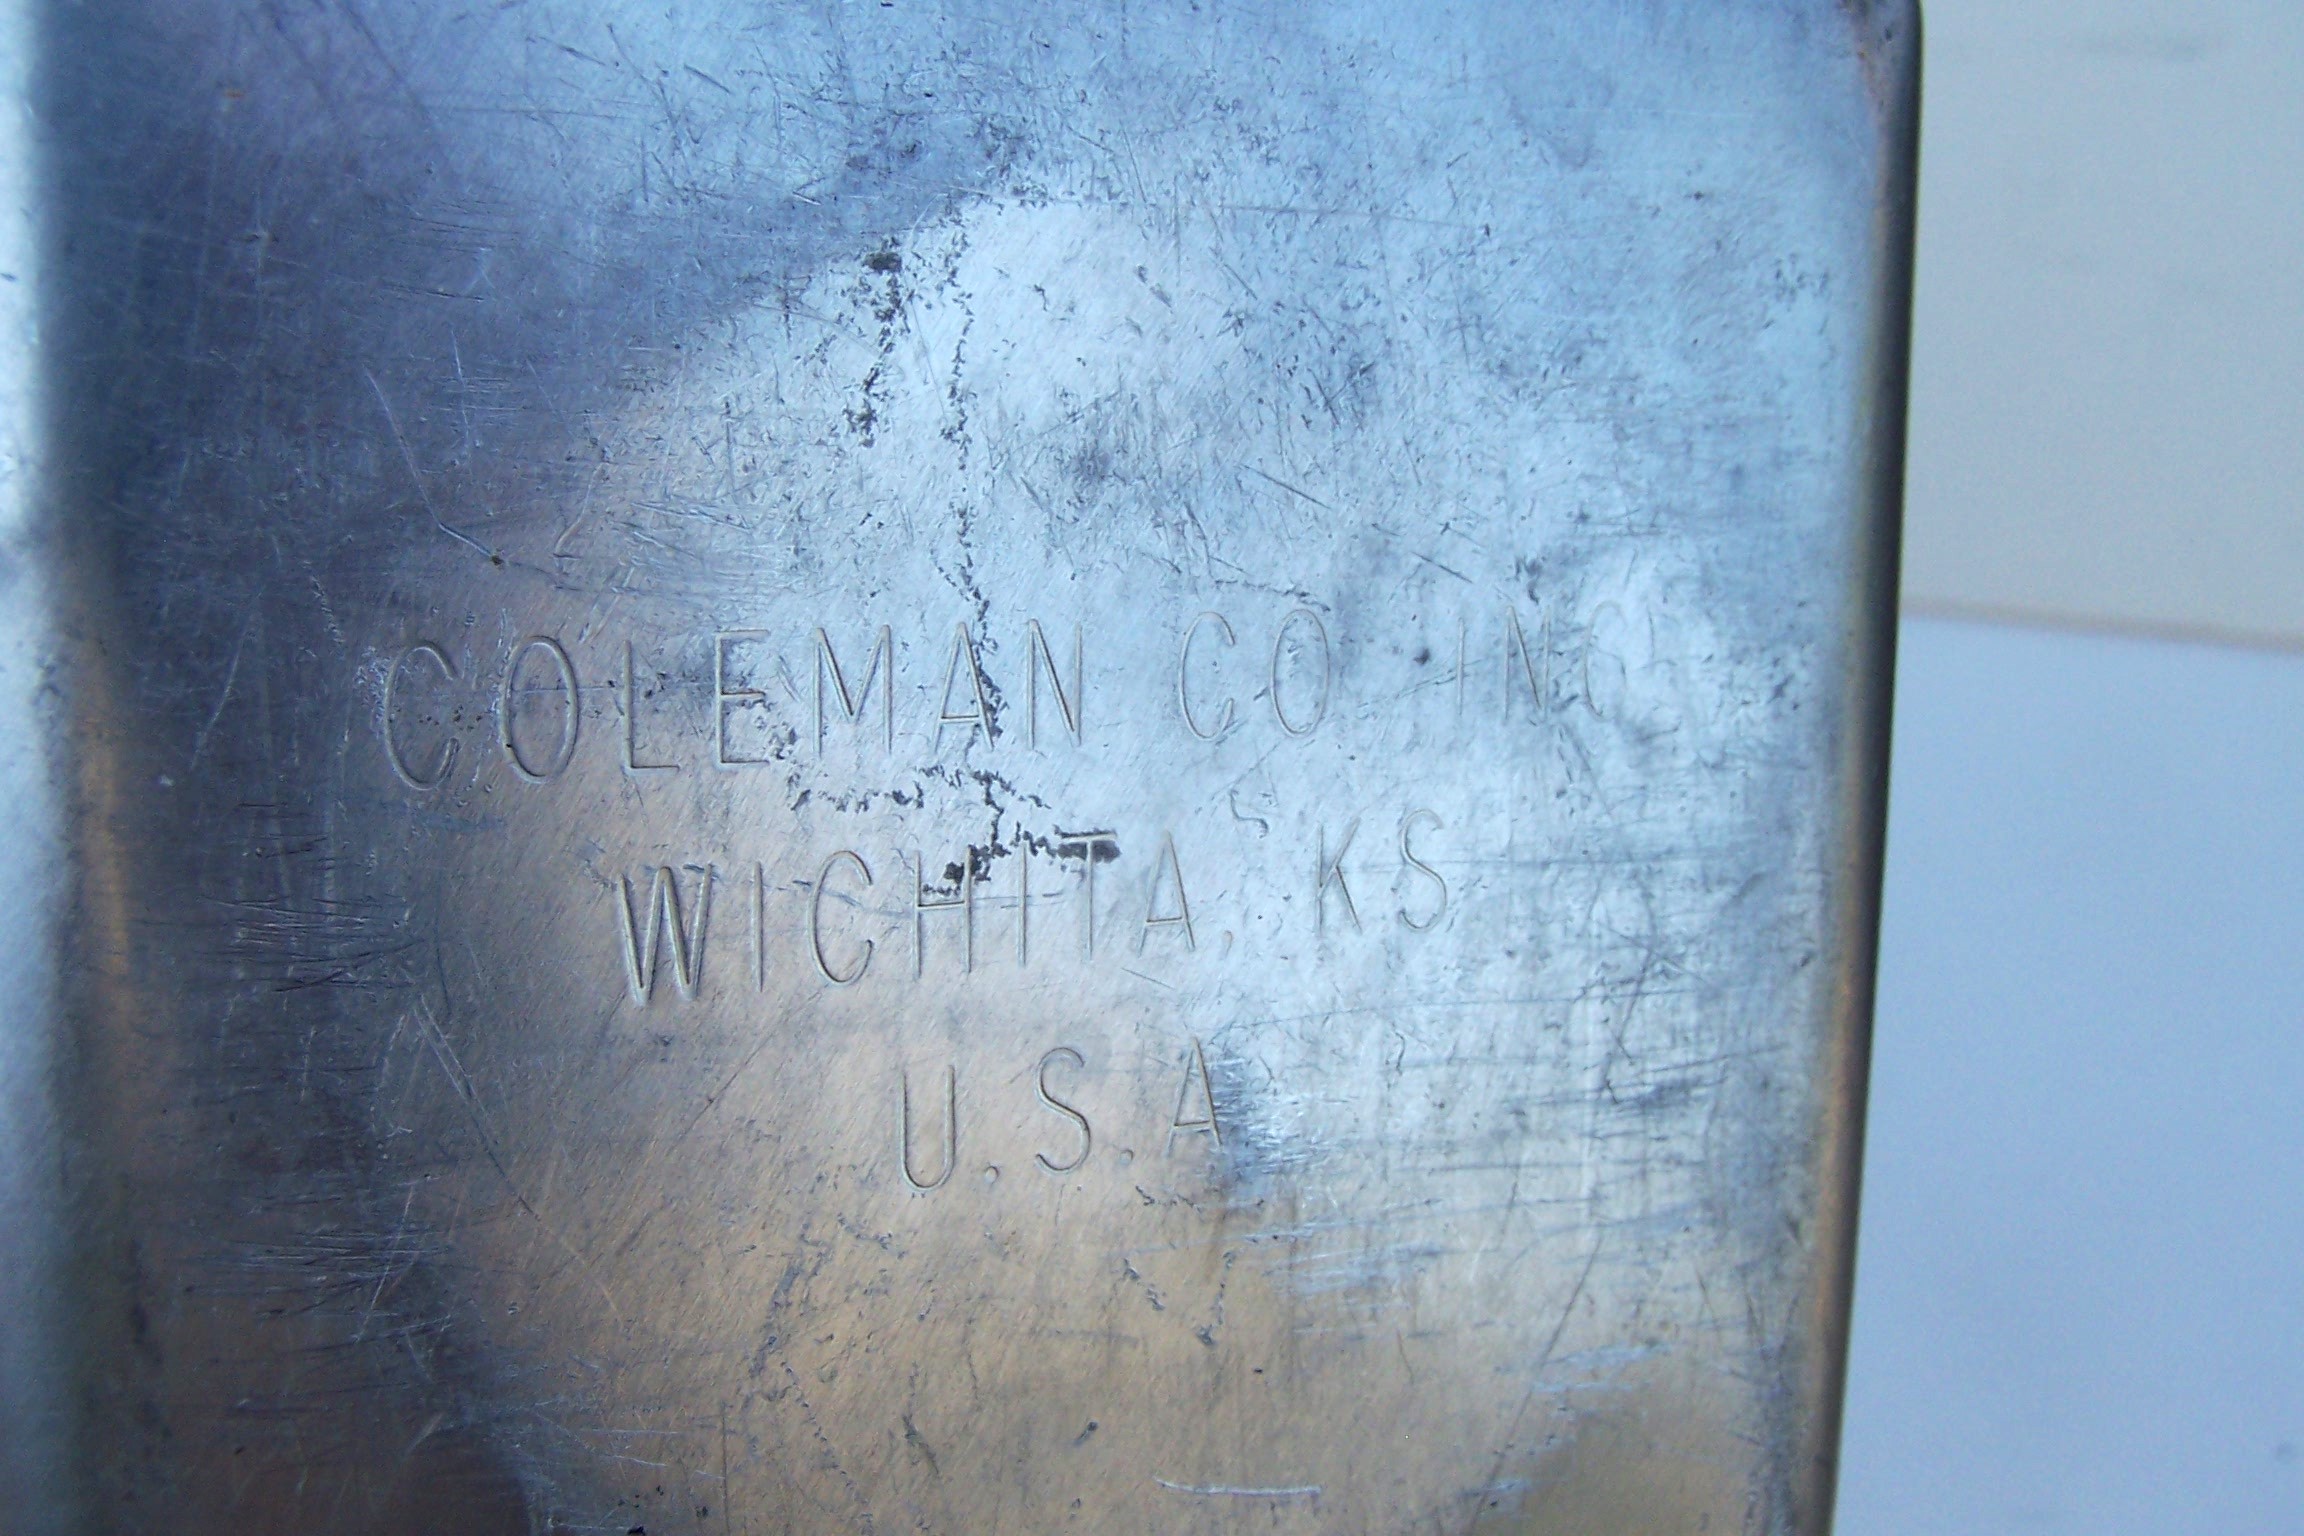 COLEMAN CO INC
WICHITA, KS
U.S.A